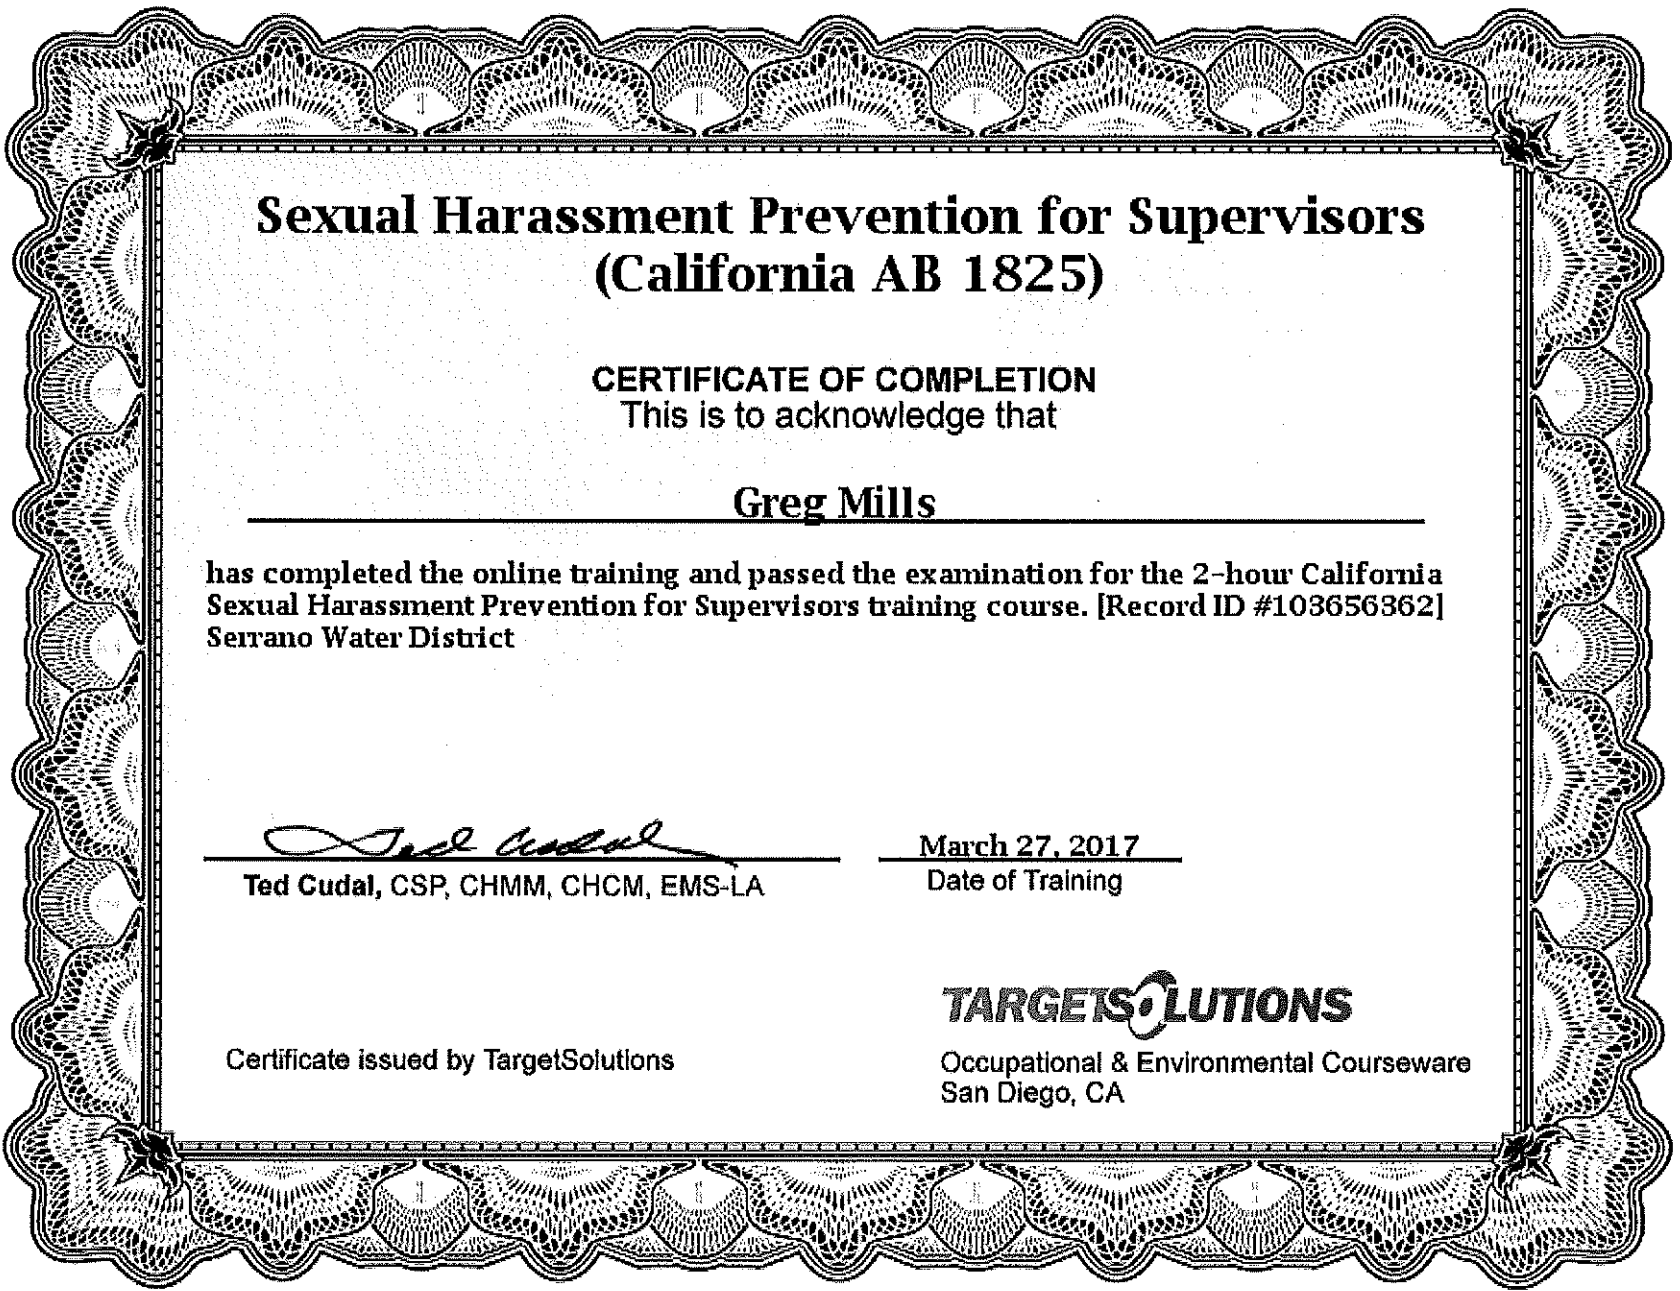 Sexual Harassment Prevention for Supervisors
(California AB 1825)
CERTIFICATE OF COMPLETION
This is to acknowledge that
Greg Mills
has completed the online training and passed the examination for the 2-hour California
Sexual Harassment Prevention for Supervisors training course. [Record ID #103656362]
Serrano Water District
Ted Cudal
March 27, 2017
Ted Cudal, CSP, CHMM, CHCM, EMS-LA
Date of Training
TARGETSOLUTIONS
Certificate issued by TargetSolutions
Occupational & Environmental Courseware
San Diego, CA